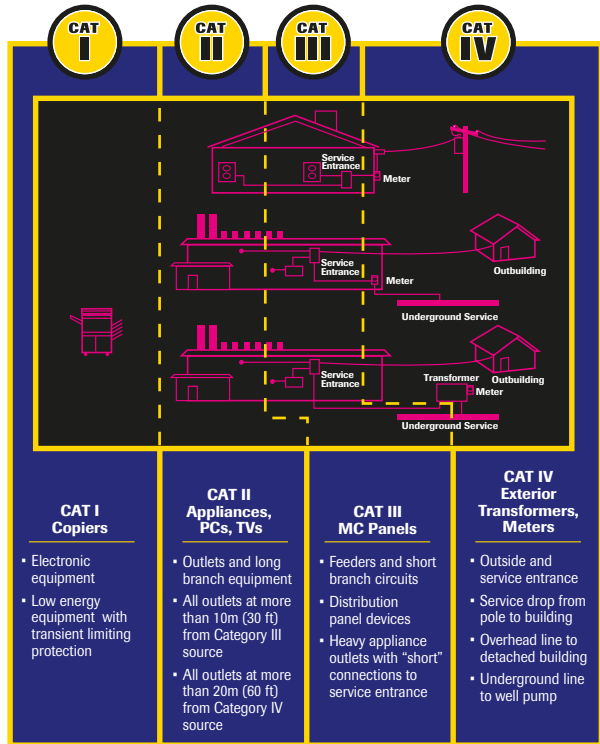 CAT
I
CAT
II
CAT
III
CAT
IV
Service
Entrance
Meter
Service
Entrance
Meter
Outbuilding
Underground Service
Service
Entrance
Transformer
Outbuilding
Meter
Underground Service
CAT I
Copiers
▪ Electronic
equipment
▪ Low energy
equipment with
transient limiting
protection
CAT II
Appliances,
PCs, TVs
▪ Outlets and long
branch equipment
▪ All outlets at more
than 10m (30 ft)
from Category III
source
▪ All outlets at more
than 20m (60 ft)
from Category IV
source
CAT III
MC Panels
▪ Feeders and short
branch circuits
▪ Distribution
panel devices
▪ Heavy appliance
outlets with “short”
connections to
service entrance
CAT IV
Exterior
Transformers,
Meters
▪ Outside and
service entrance
▪ Service drop from
pole to building
▪ Overhead line to
detached building
▪ Underground line
to well pump